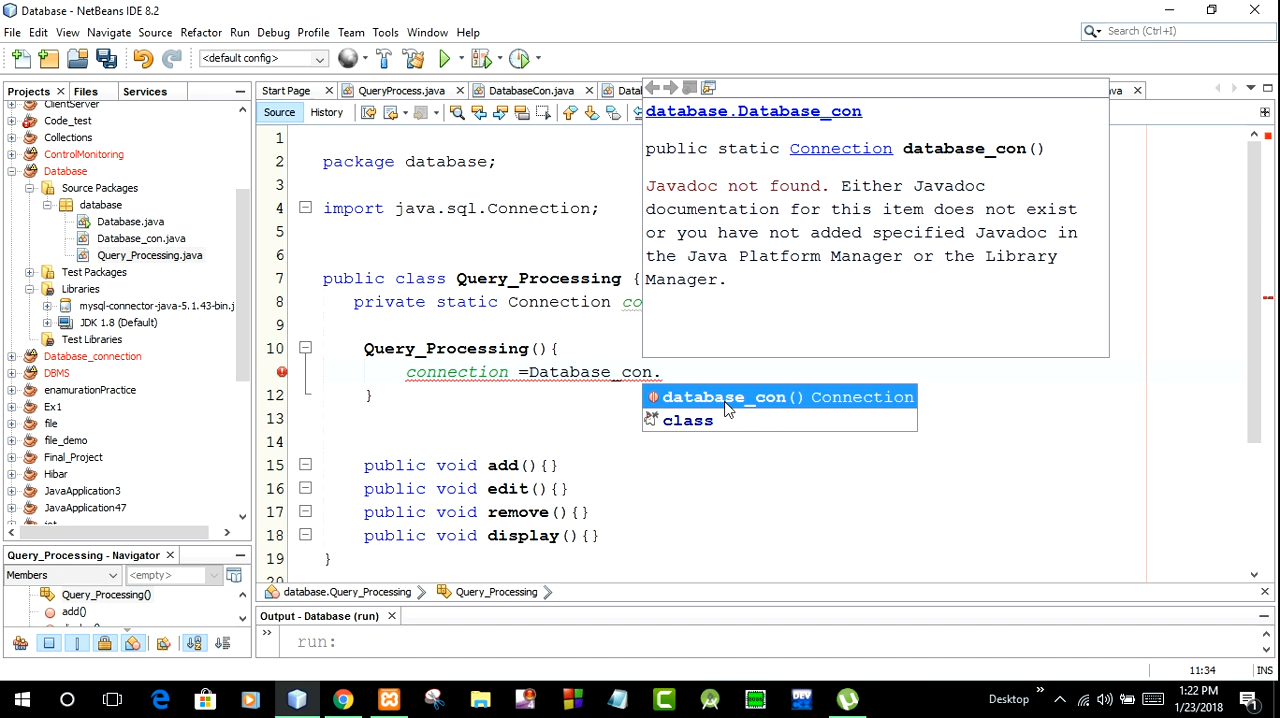 Database - NetBeans IDE 8.2
File Edit View Navigate Source Refactor Run Debug Profile Team Tools Window Help
Search (Ctrl+I)
<default config>
Projects Files Services
Start Page QueryProcess.java DatabaseCon.java
Source History
ClientServer
Code_test
Collections
ControlMonitoring
Database
Source Packages
database
Database.java
Database_con.java
Query_Processing.java
Test Packages
Libraries
mysql-connector-java-5.1.43-bin.j
JDK 1.8 (Default)
Test Libraries
Database_connection
DBMS
enamurationPractice
Ex1
file
file_demo
Final_Project
Hibar
JavaApplication3
JavaApplication47
1
2 package database;
3
4 import java.sql.Connection;
5
6
7 public class Query_Processing {
8 private static Connection co
9
10 Query_Processing(){
connection =Database_con.
12 }
13
14
15 public void add(){}
16 public void edit(){}
17 public void remove(){}
18 public void display(){}
19 }
20
database.Database_con
public static Connection database_con()
Javadoc not found. Either Javadoc
documentation for this item does not exist
or you have not added specified Javadoc in
the Java Platform Manager or the Library
Manager.
database_con() Connection
class
Query_Processing - Navigator
Members <empty>
Query_Processing()
add()
database.Query_Processing Query_Processing
Output - Database (run)
run:
11:34 INS
Desktop
1:22 PM
1/23/2018